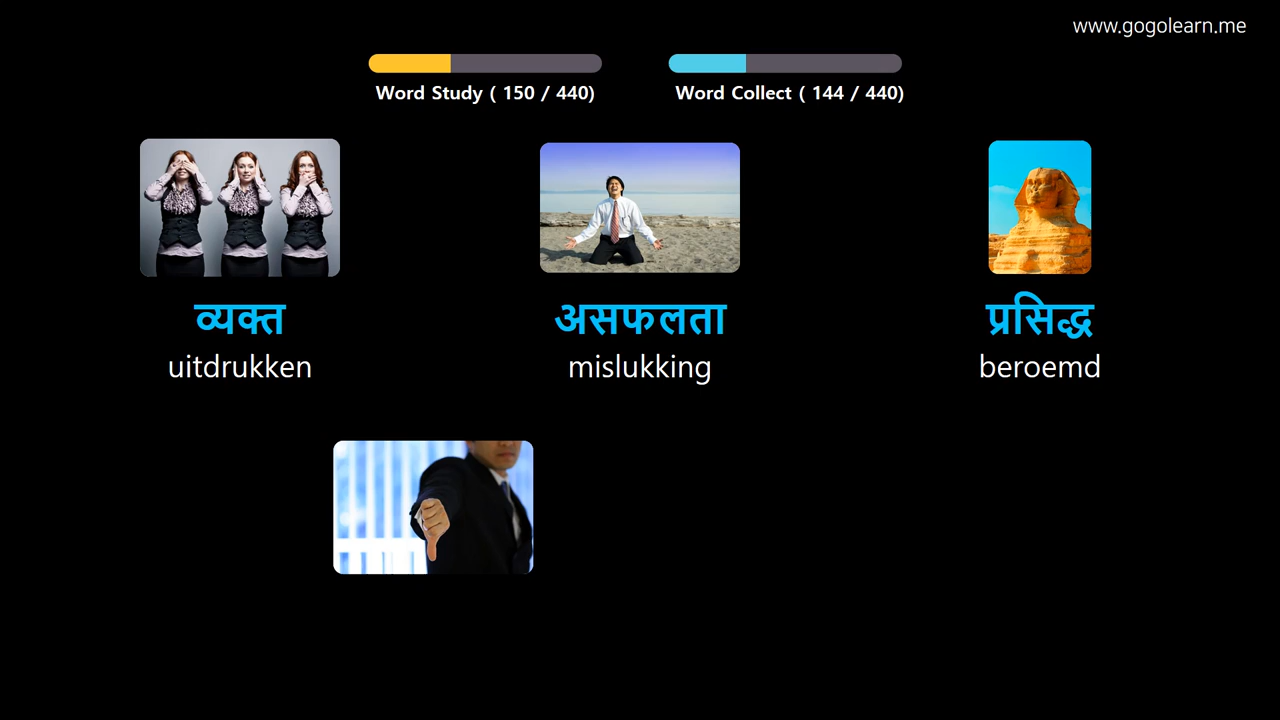 www.gogolearn.me
Word Study ( 150 / 440)
Word Collect ( 144 / 440)
व्यक्त
uitdrukken
असफलता
mislukking
प्रसिद्ध
beroemd